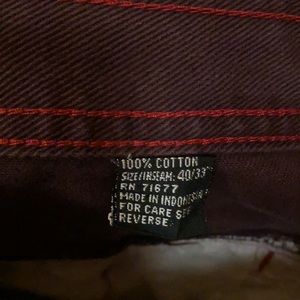 100% COTTON
SIZE/INSEAM: 40/33
RN 71677
MADE IN INDONESIA
FOR CARE SEE
REVERSE